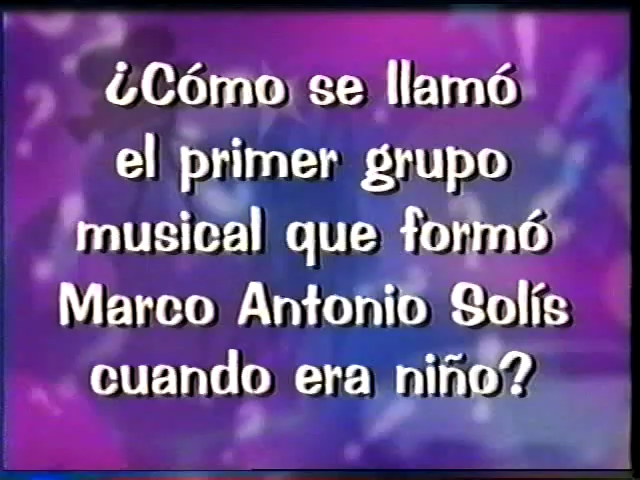 ¿Cómo se llamó
el primer grupo
musical que formó
Marco Antonio Solís
cuando era niño?